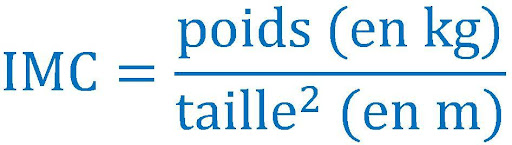 IMC = poids (en kg)
taille² (en m)